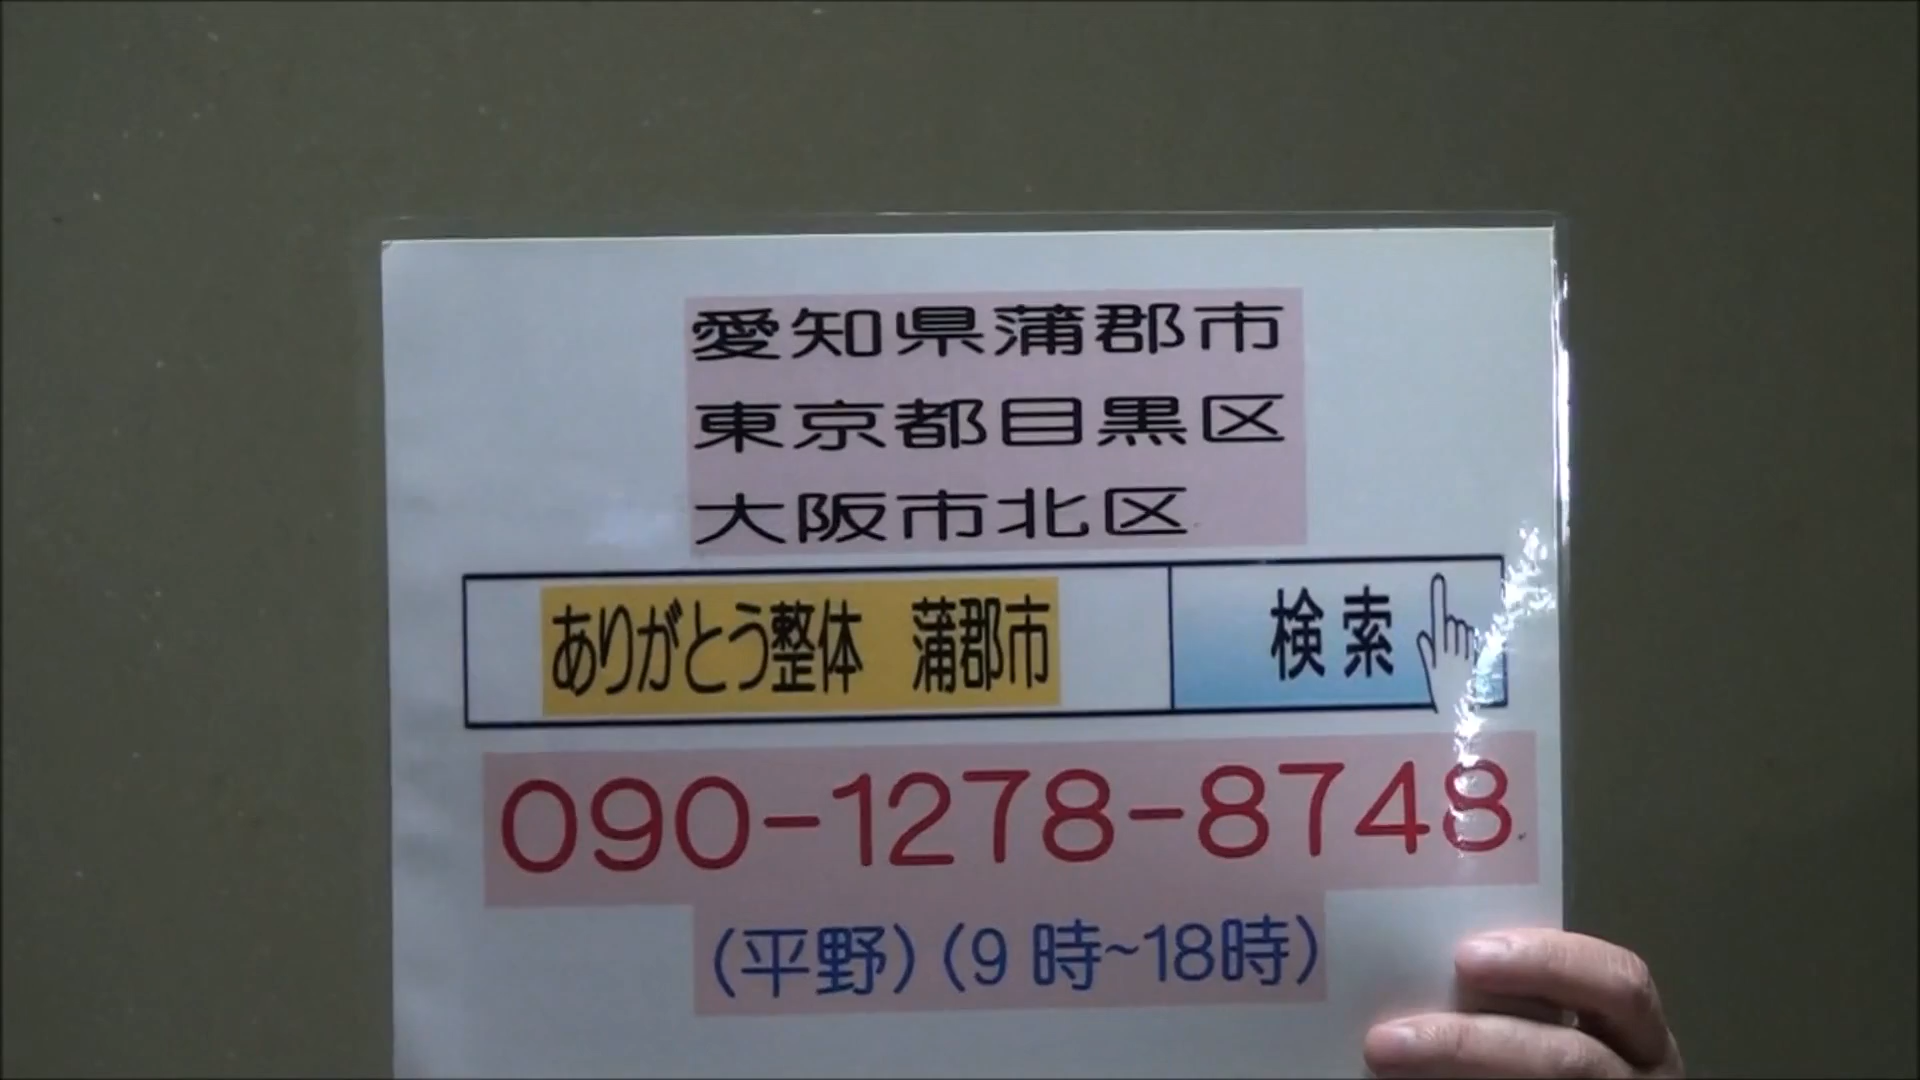 愛知県蒲郡市
東京都目黒区
大阪市北区
ありがとう整体 蒲郡市 検索
090-1278-8748
(平野)(9時~18時)